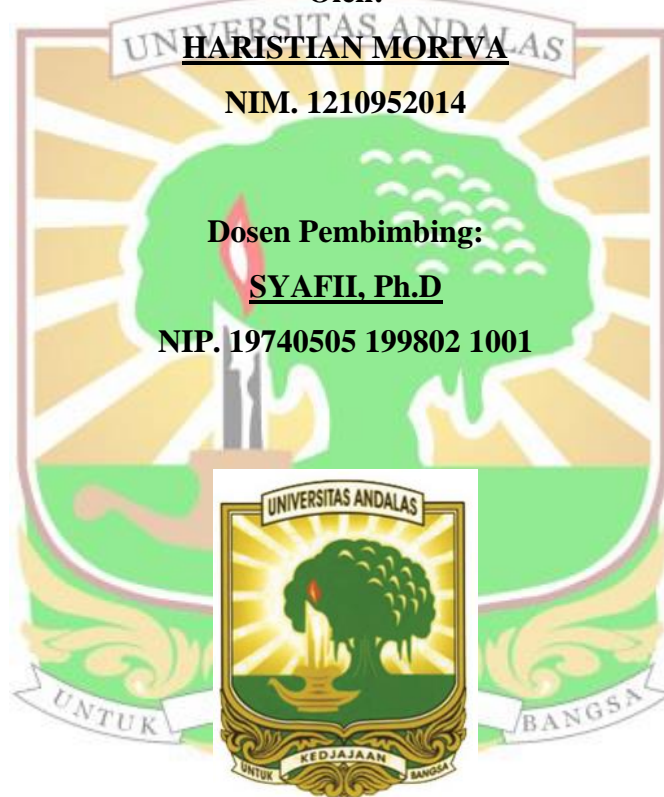 Oleh:
UNIVERSITAS ANDALAS
HARISTIAN MORIVA
NIM. 1210952014
Dosen Pembimbing:
SYAFII, Ph.D
NIP. 19740505 199802 1001
UNIVERSITAS ANDALAS
UNTUK BANGSA
UNTUK KEDJAJAAN BANGSA